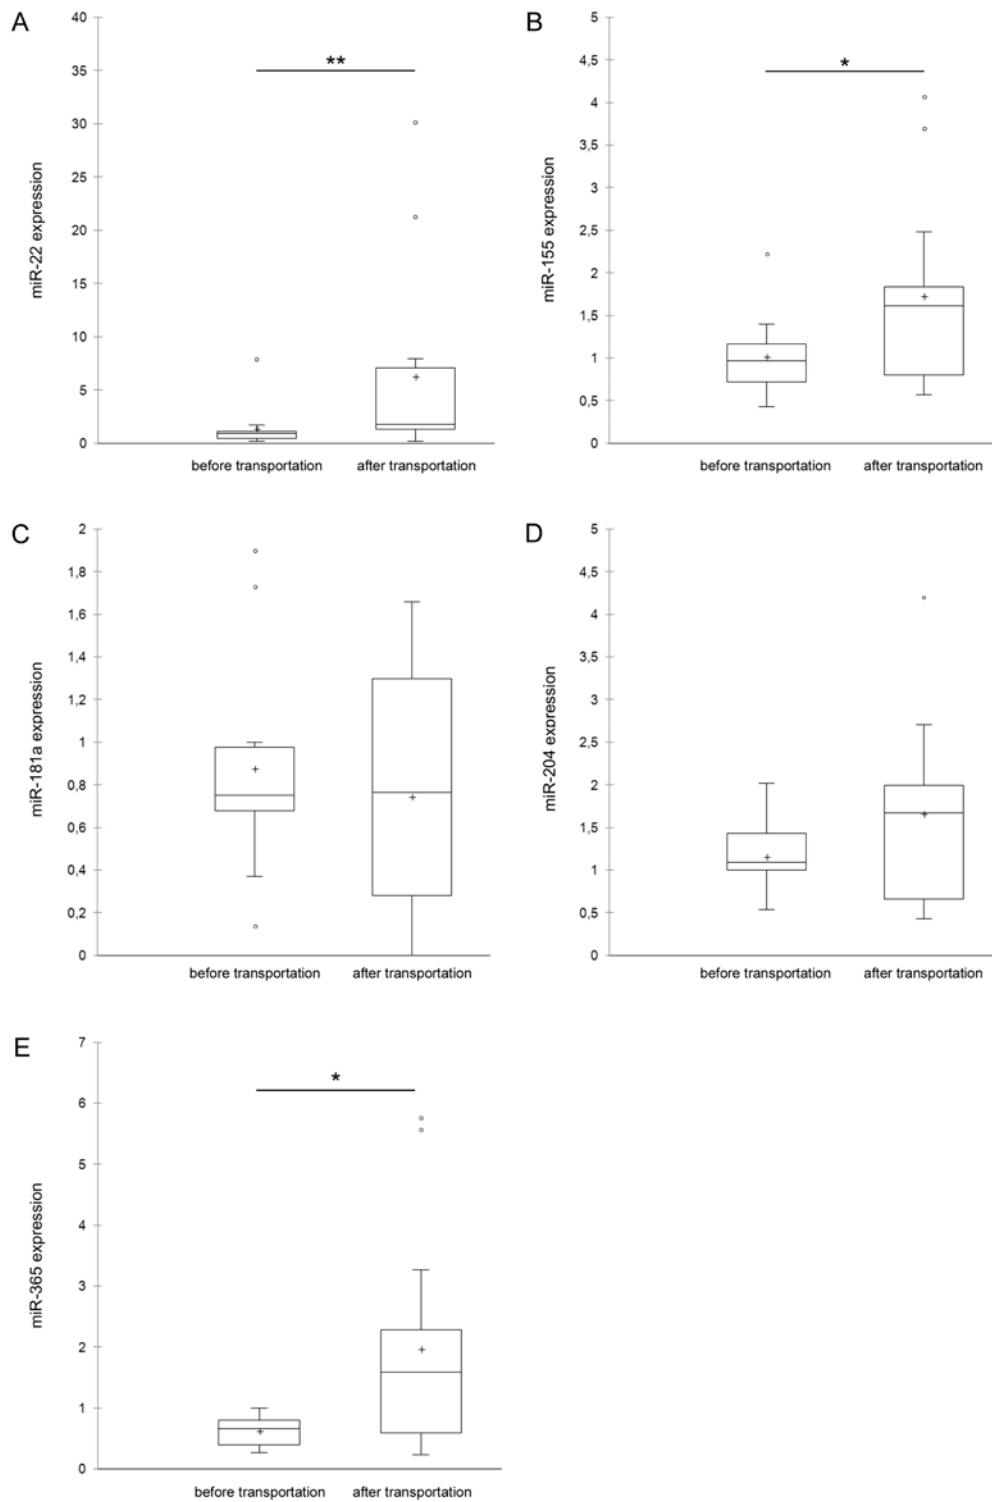 A
40
35
30
25
20
15
10
5
0
miR-22 expression
**
before transportation
after transportation
B
5
4,5
4
3,5
3
2,5
2
1,5
1
0,5
0
miR-155 expression
*
before transportation
after transportation
C
2
1,8
1,6
1,4
1,2
1
0,8
0,6
0,4
0,2
0
miR-181a expression
before transportation
after transportation
D
5
4,5
4
3,5
3
2,5
2
1,5
1
0,5
0
miR-204 expression
before transportation
after transportation
E
7
6
5
4
3
2
1
0
miR-365 expression
*
before transportation
after transportation